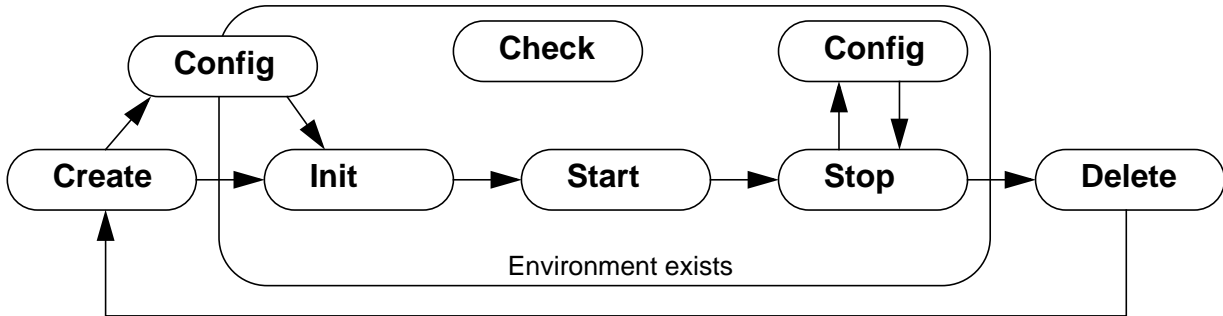 Config
Check
Config
Create
Init
Start
Stop
Delete
Environment exists